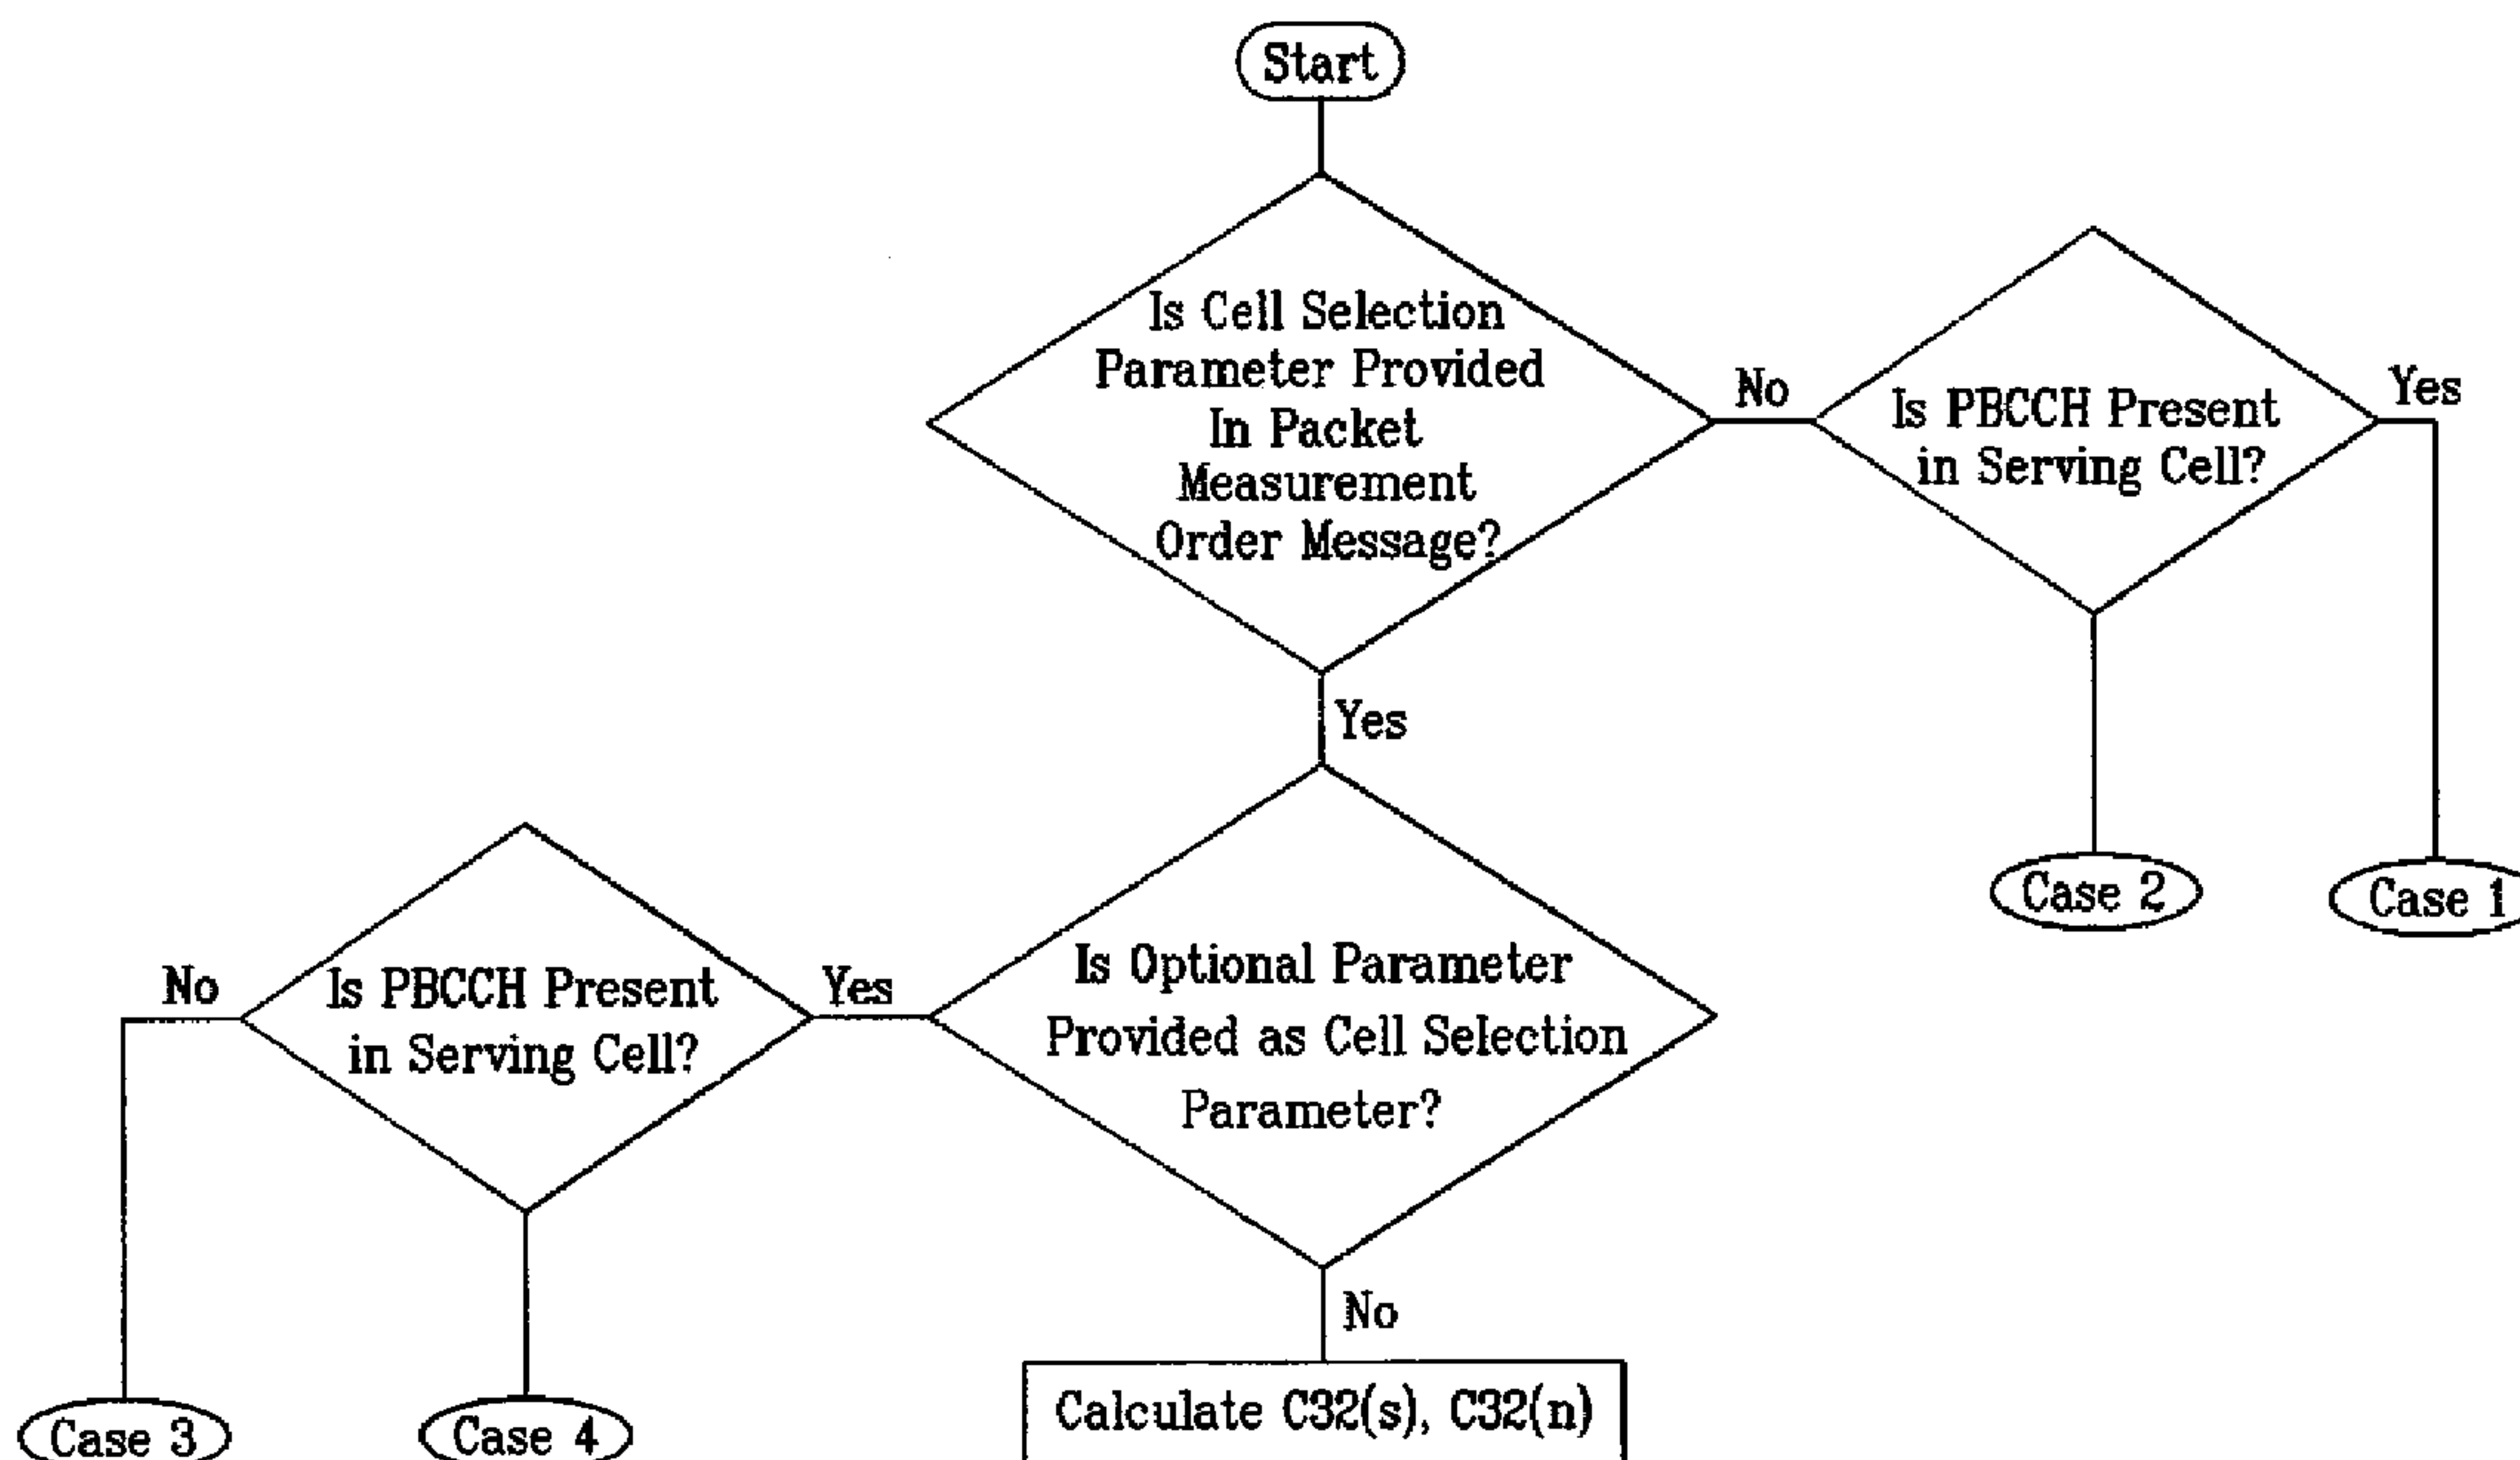 Start
Is Cell Selection
Parameter Provided
In Packet
Measurement
Order Message?
No
Is PBCCH Present
in Serving Cell?
Yes
Case 2
Case 1
Yes
Is Optional Parameter
Provided as Cell Selection
Parameter?
Yes
Is PBCCH Present
in Serving Cell?
No
Case 3
Case 4
No
Calculate C32(s), C32(n)